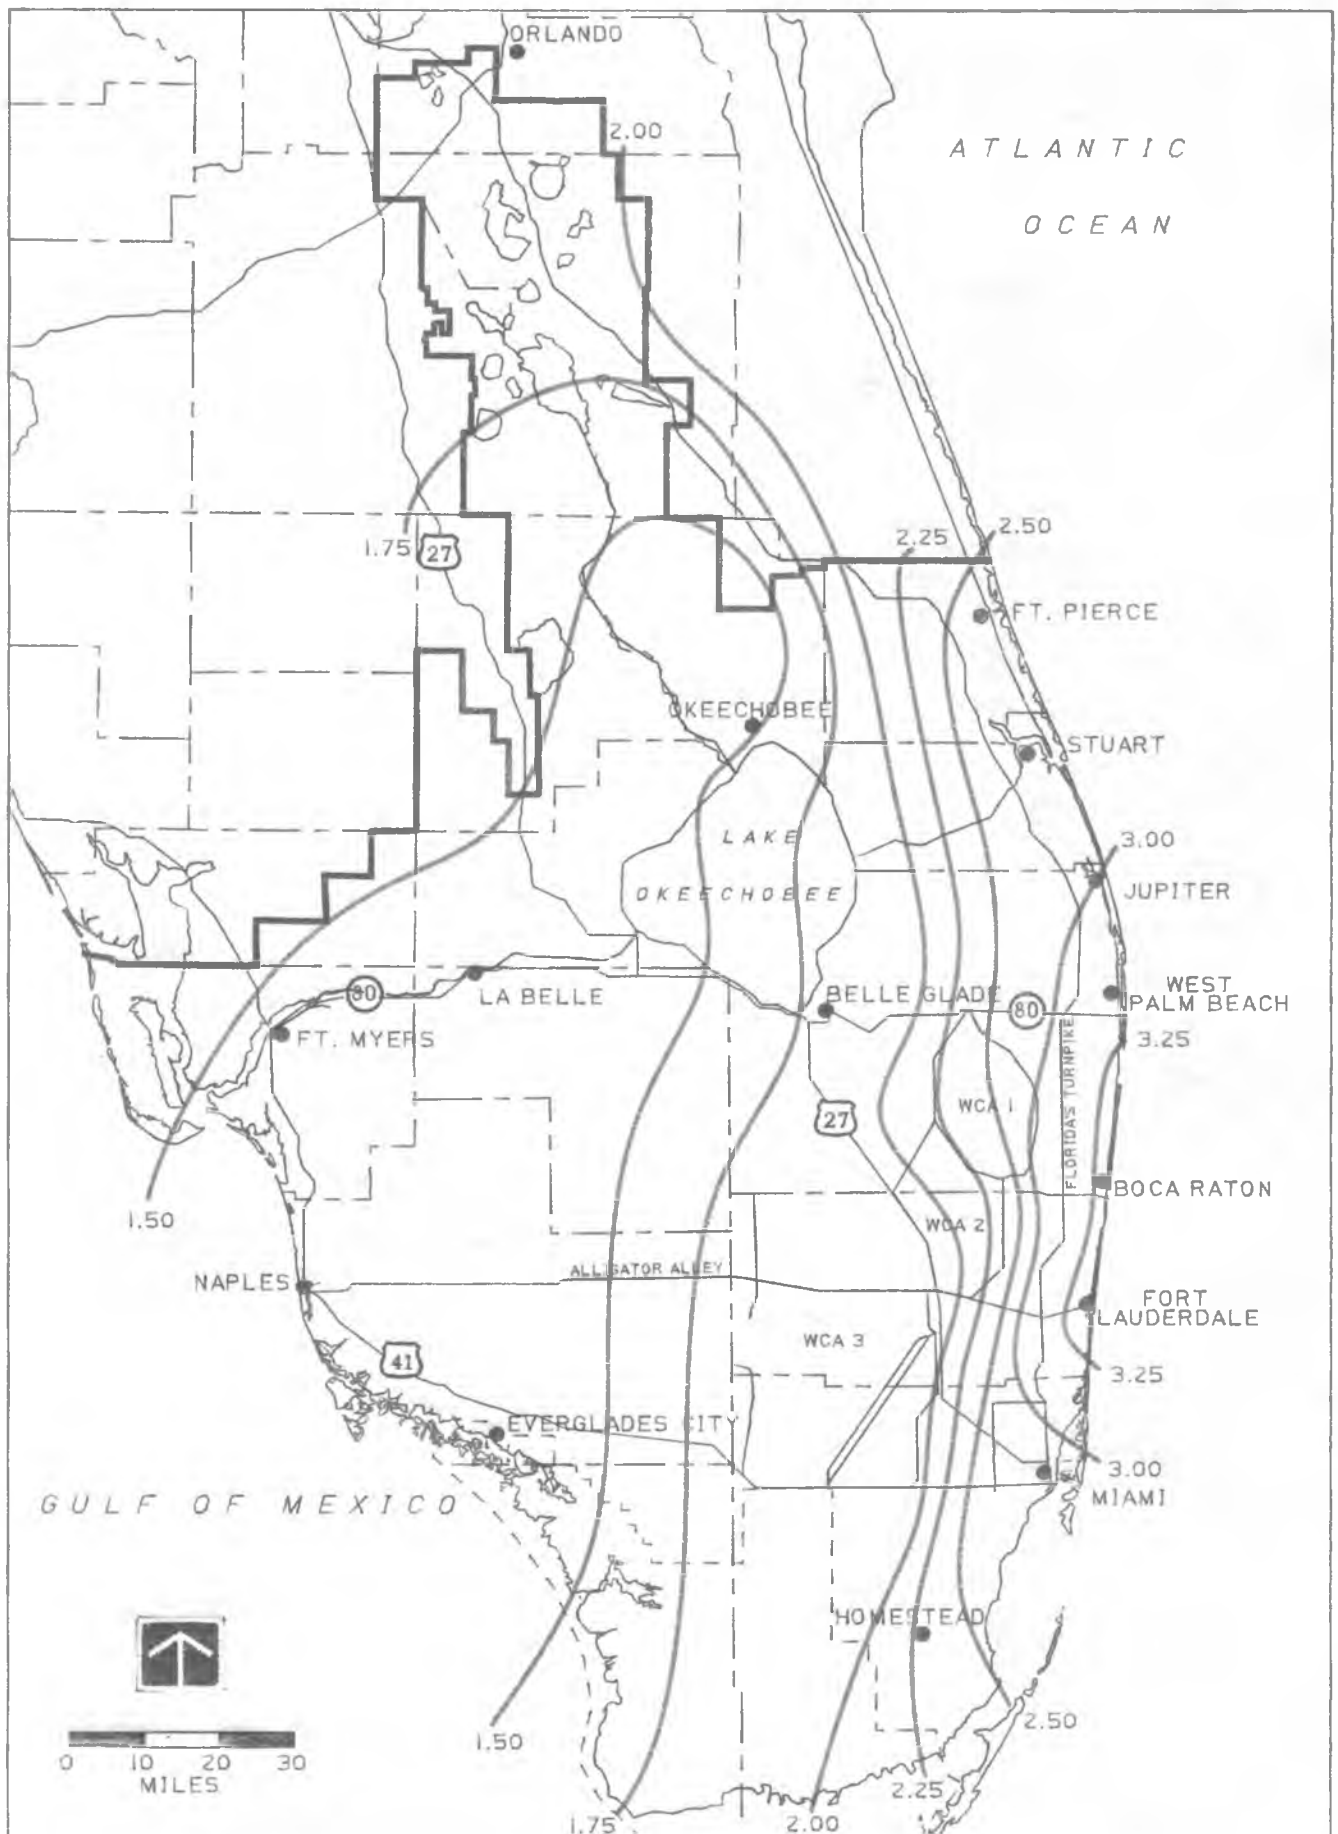 ORLANDO
2.00
ATLANTIC
OCEAN
1.75
27
2.25
2.50
FT. PIERCE
OKEECHOBEE
STUART
LAKE
OKEECHOBEE
3.00
JUPITER
80
LA BELLE
BELLE GLADE
80
WEST
PALM BEACH
FT. MYERS
3.25
FLORIDAS TURNPIKE
WCA 1
27
BOCA RATON
1.50
WCA 2
NAPLES
ALLIGATOR ALLEY
FORT
LAUDERDALE
WCA 3
41
3.25
EVERGLADES CITY
3.00
MIAMI
GULF OF MEXICO
HOMESTEAD
2.50
1.50
0 10 20 30
MILES
2.25
1.75
2.00